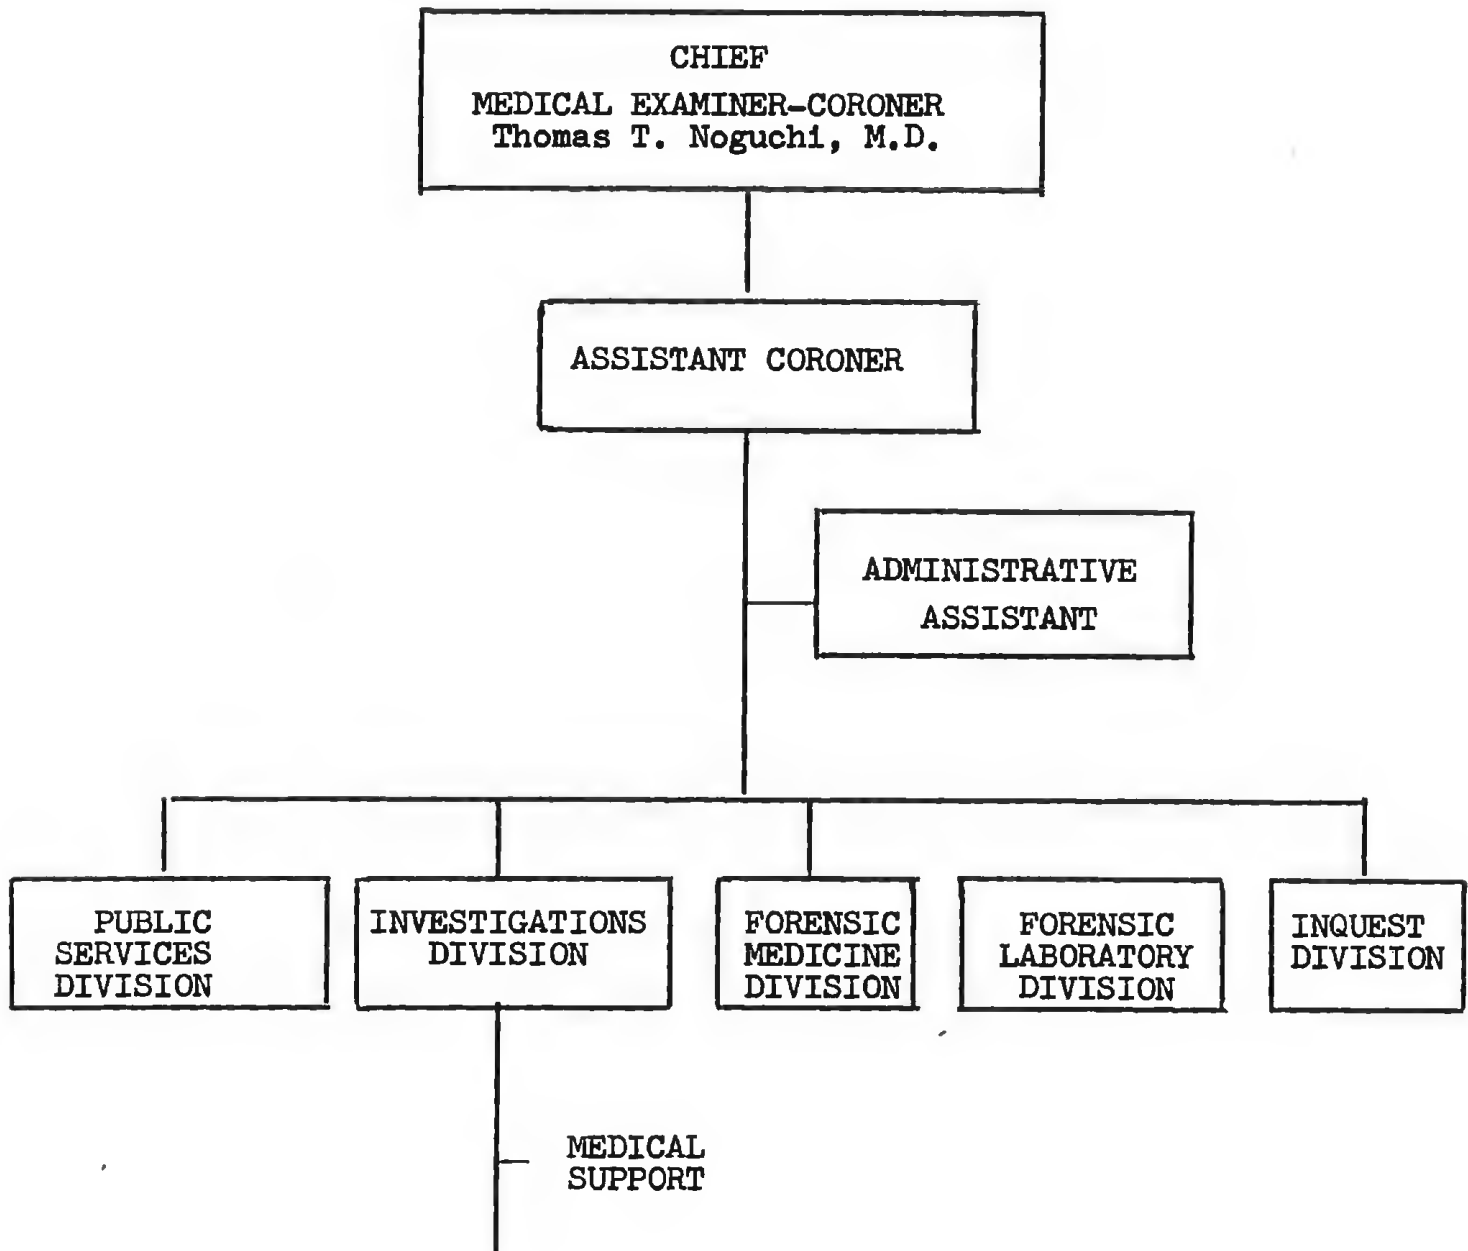 CHIEF
MEDICAL EXAMINER-CORONER
Thomas T. Noguchi, M.D.
ASSISTANT CORONER
ADMINISTRATIVE
ASSISTANT
PUBLIC
SERVICES
DIVISION
INVESTIGATIONS
DIVISION
FORENSIC
MEDICINE
DIVISION
FORENSIC
LABORATORY
DIVISION
INQUEST
DIVISION
MEDICAL
SUPPORT